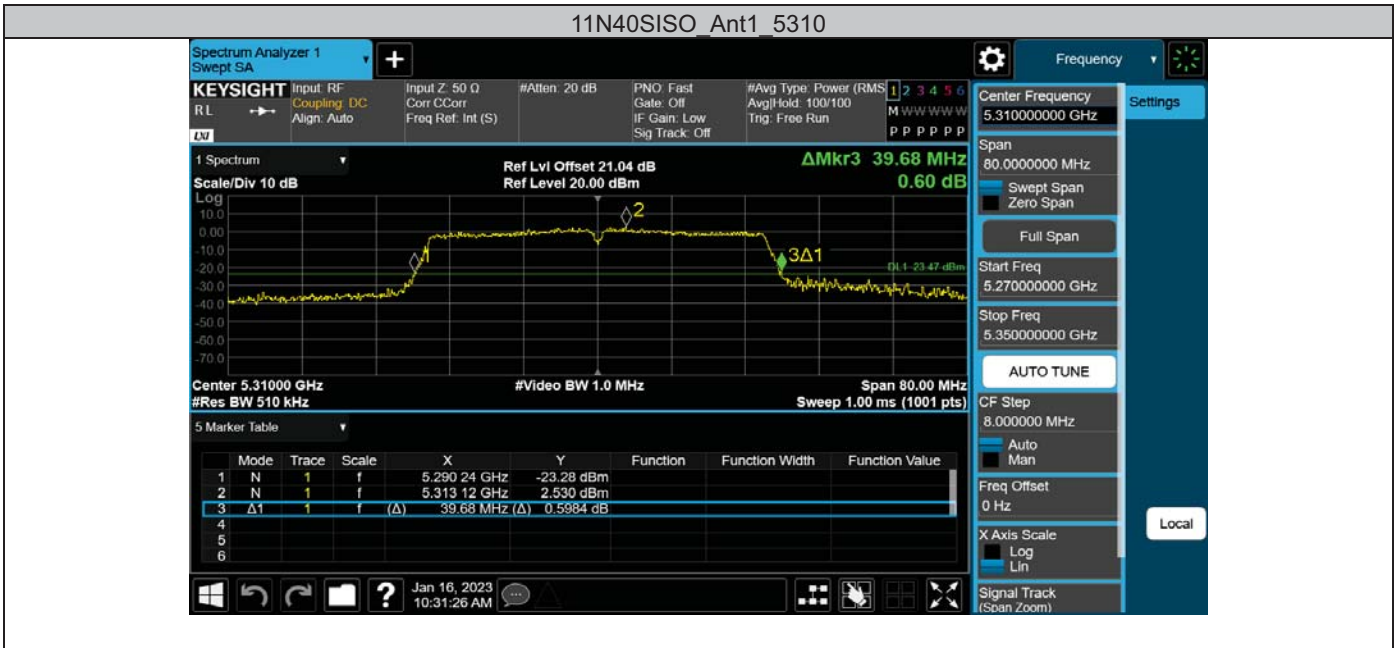 11N40SISO_Ant1_5310
Spectrum Analyzer 1
Swept SA
+
Frequency
KEYSIGHT
RL
LXI
Input: RF
Coupling: DC
Align: Auto
Input Z: 50 Ω
Corr CCorr
Freq Ref: Int (S)
#Atten: 20 dB
PNO: Fast
Gate: Off
IF Gain: Low
Sig Track: Off
#Avg Type: Power (RMS
Avg|Hold: 100/100
Trig: Free Run
1 2 3 4 5 6
M W W W W W
P P P P P P
Center Frequency
5.310000000 GHz
Settings
1 Spectrum
Scale/Div 10 dB
Ref Lvl Offset 21.04 dB
Ref Level 20.00 dBm
ΔMkr3 39.68 MHz
0.60 dB
Span
80.0000000 MHz
Swept Span
Zero Span
Full Span
Log
10.0
0.00
-10.0
-20.0
-30.0
-40.0
-50.0
-60.0
-70.0
1
2
3Δ1
DL1 -23.47 dBm
Start Freq
5.270000000 GHz
Stop Freq
5.350000000 GHz
AUTO TUNE
Center 5.31000 GHz
#Video BW 1.0 MHz
Span 80.00 MHz
#Res BW 510 kHz
Sweep 1.00 ms (1001 pts)
CF Step
8.000000 MHz
Auto
Man
5 Marker Table
Mode Trace Scale X Y Function Function Width Function Value
1 N 1 f 5.290 24 GHz -23.28 dBm
2 N 1 f 5.313 12 GHz 2.530 dBm
3 Δ1 1 f (Δ) 39.68 MHz (Δ) 0.5984 dB
4
5
6
Freq Offset
0 Hz
Local
X Axis Scale
Log
Lin
Signal Track
(Span Zoom)
?
Jan 16, 2023
10:31:26 AM